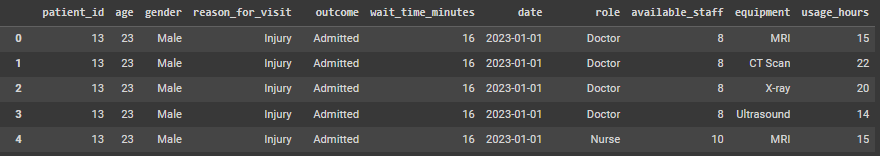 patient_id age gender reason_for_visit outcome wait_time_minutes date role available_staff equipment usage_hours
0 13 23 Male Injury Admitted 16 2023-01-01 Doctor 8 MRI 15
1 13 23 Male Injury Admitted 16 2023-01-01 Doctor 8 CT Scan 22
2 13 23 Male Injury Admitted 16 2023-01-01 Doctor 8 X-ray 20
3 13 23 Male Injury Admitted 16 2023-01-01 Doctor 8 Ultrasound 14
4 13 23 Male Injury Admitted 16 2023-01-01 Nurse 10 MRI 15